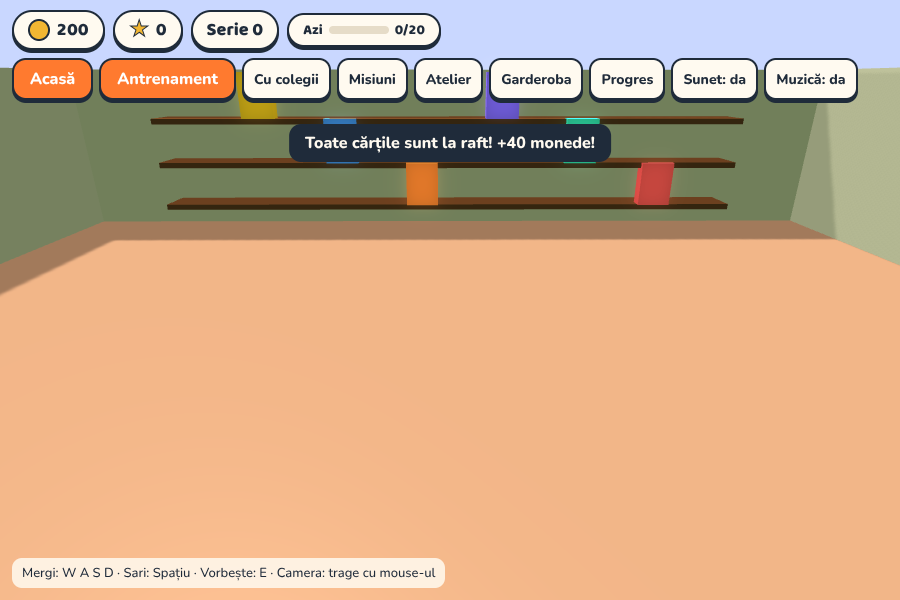 200
0
Serie 0
Azi 0/20
Acasă
Antrenament
Cu colegii
Misiuni
Atelier
Garderoba
Progres
Sunet: da
Muzică: da
Toate cărțile sunt la raft! +40 monede!
Mergi: W A S D · Sari: Spațiu · Vorbește: E · Camera: trage cu mouse-ul